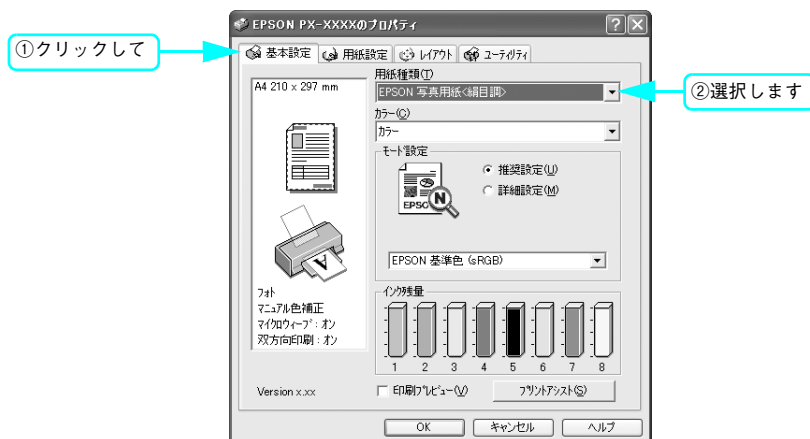 EPSON PX-XXXXのプロパティ
①クリックして
基本設定
用紙設定
レイアウト
ユーティリティ
A4 210 x 297 mm
用紙種類(T)
EPSON 写真用紙<絹目調>
②選択します
カラー(C)
カラー
モード設定
推奨設定(U)
詳細設定(M)
EPSO
N
A
EPSON 基準色 (sRGB)
フォト
マニュアル色補正
マイクロウィーブ：オン
双方向印刷：オン
インク残量
1 2 3 4 5 6 7 8
Version x.xx
印刷プレビュー(V)
プリントアシスト(S)
OK
キャンセル
ヘルプ